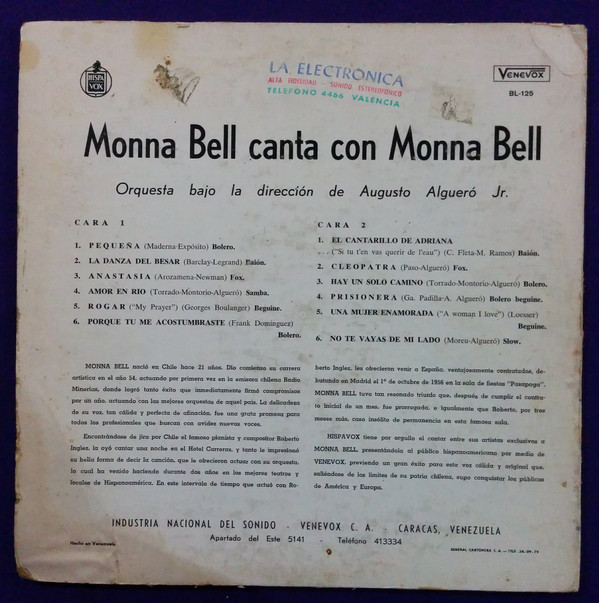 HISPA
VOX
LA ELECTRONICA
ALTA FIDELIDAD - SONIDO ESTEREOFONICO
TELEFONO 4466 VALENCIA
VENEVOX
BL-125
Monna Bell canta con Monna Bell
Orquesta bajo la dirección de Augusto Algueró Jr.
CARA 1
1. PEQUEÑA (Maderna-Expósito) Bolero.
2. LA DANZA DEL BESAR (Barclay-Legrand) Baión.
3. ANASTASIA (Arozamena-Newman) Fox.
4. AMOR EN RIO (Torrado-Montorio-Algueró) Samba.
5. ROGAR ("My Prayer") (Georges Boulanger) Beguine.
6. PORQUE TU ME ACOSTUMBRASTE (Frank Domínguez)
Bolero.
CARA 2
1. EL CANTARILLO DE ADRIANA
... ("Si tu t'en vas querir de l'eau") (C. Fleta-M. Ramos) Baión.
2. CLEOPATRA (Paso-Algueró) Fox.
3. HAY UN SOLO CAMINO (Torrado-Montorio-Algueró) Bolero.
4. PRISIONERA (Ga. Padilla-A. Algueró) Bolero beguine.
5. UNA MUJER ENAMORADA ("A woman I love") (Loesser)
Beguine.
6. NO TE VAYAS DE MI LADO (Moreu-Algueró) Slow.
MONNA BELL nació en Chile hace 21 años. Dio comienzo su carrera
artística en el año 54, actuando por primera vez en la emisora chilena Radio
Minerías, donde logró tanto éxito que inmediatamente firmó compromisos
por un año, actuando con las mejores orquestas de aquel país. La delicadeza
de su voz, tan cálida y perfecta de afinación, fue una grata promesa para
todos los profesionales que buscan con avidez nuevas voces.
Encontrándose de jira por Chile el famoso pianista y compositor Roberto
Inglez, la oyó cantar una noche en el Hotel Carreras, y tanto le impresionó
su bella forma de decir la canción, que le ofrecieron actuar con su orquesta,
lo cual ha venido haciendo durante dos años en los mejores teatros y
locales de Hispanoamérica. En este intervalo de tiempo que actuó con Ro-
berto Inglez, les ofrecieron venir a España, ventajosamente contratados, de-
butando en Madrid el 1º de octubre de 1956 en la sala de fiestas "Pasapoga".
MONNA BELL tuvo tan resonado triunfo que, después de cumplir el contra-
to inicial de un mes, fue prorrogado, e igualmente que Roberto, por tres
meses más, caso insólito de permanencia en esta famosa sala.
HISPAVOX tiene por orgullo el contar entre sus artistas exclusivos a
MONNA BELL, presentándola al público hispanoamericano por medio de
VENEVOX, previendo un gran éxito para esta voz cálida y original que
saliéndose de los límites de su patria chilena, supo conquistar los públicos
de América y Europa.
INDUSTRIA NACIONAL DEL SONIDO - VENEVOX C. A. - CARACAS, VENEZUELA
Apartado del Este 5141 - Teléfono 413334
Hecho en Venezuela
GENERAL CARTONERA C. A. - TELF.